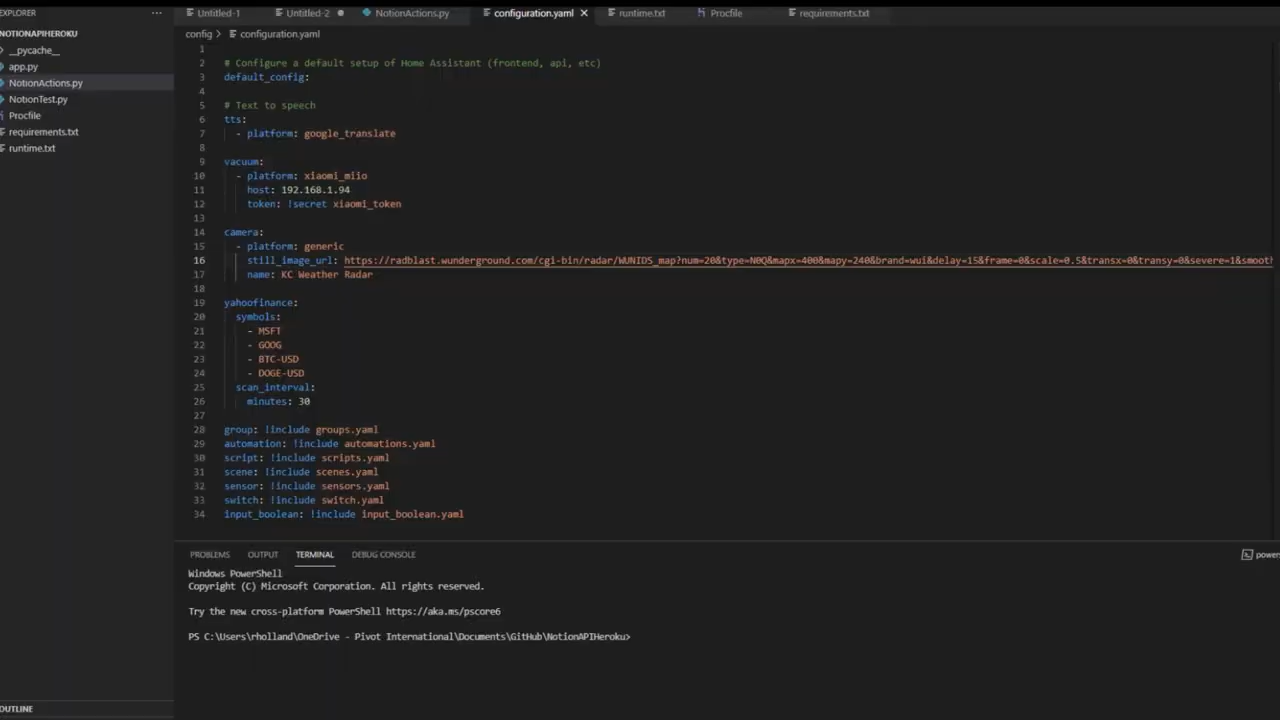 EXPLORER
Untitled-1
Untitled-2
NotionActions.py
configuration.yaml
runtime.txt
Procfile
requirements.txt
NOTIONAPIHEROKU
__pycache__
app.py
NotionActions.py
NotionTest.py
Procfile
requirements.txt
runtime.txt
config > configuration.yaml
1
2 # Configure a default setup of Home Assistant (frontend, api, etc)
3 default_config:
4
5 # Text to speech
6 tts:
7 - platform: google_translate
8
9 vacuum:
10 - platform: xiaomi_miio
11 host: 192.168.1.94
12 token: !secret xiaomi_token
13
14 camera:
15 - platform: generic
16 still_image_url: https://radblast.wunderground.com/cgi-bin/radar/WUNIDS_map?num=20&type=N0Q&mapx=400&mapy=240&brand=wui&delay=15&frame=0&scale=0.5&transx=0&transy=0&severe=1&smooth
17 name: KC Weather Radar
18
19 yahoofinance:
20 symbols:
21 - MSFT
22 - GOOG
23 - BTC-USD
24 - DOGE-USD
25 scan_interval:
26 minutes: 30
27
28 group: !include groups.yaml
29 automation: !include automations.yaml
30 script: !include scripts.yaml
31 scene: !include scenes.yaml
32 sensor: !include sensors.yaml
33 switch: !include switch.yaml
34 input_boolean: !include input_boolean.yaml
PROBLEMS OUTPUT TERMINAL DEBUG CONSOLE
powers
Windows PowerShell
Copyright (C) Microsoft Corporation. All rights reserved.
Try the new cross-platform PowerShell https://aka.ms/pscore6
PS C:\Users\rholland\OneDrive - Pivot International\Documents\GitHub\NotionAPIHeroku>
OUTLINE